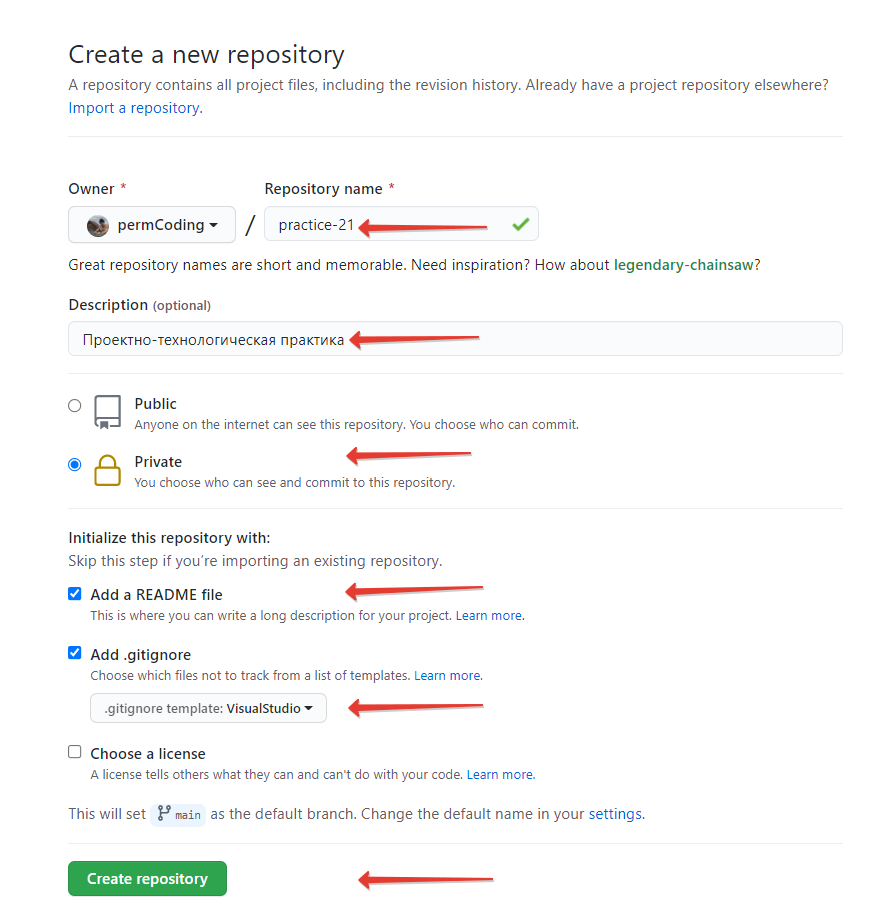 Create a new repository
A repository contains all project files, including the revision history. Already have a project repository elsewhere?
Import a repository.
Owner * Repository name *
permCoding / practice-21
Great repository names are short and memorable. Need inspiration? How about legendary-chainsaw?
Description (optional)
Проектно-технологическая практика
Public
Anyone on the internet can see this repository. You choose who can commit.
Private
You choose who can see and commit to this repository.
Initialize this repository with:
Skip this step if you’re importing an existing repository.
Add a README file
This is where you can write a long description for your project. Learn more.
Add .gitignore
Choose which files not to track from a list of templates. Learn more.
.gitignore template: VisualStudio
Choose a license
A license tells others what they can and can't do with your code. Learn more.
This will set main as the default branch. Change the default name in your settings.
Create repository